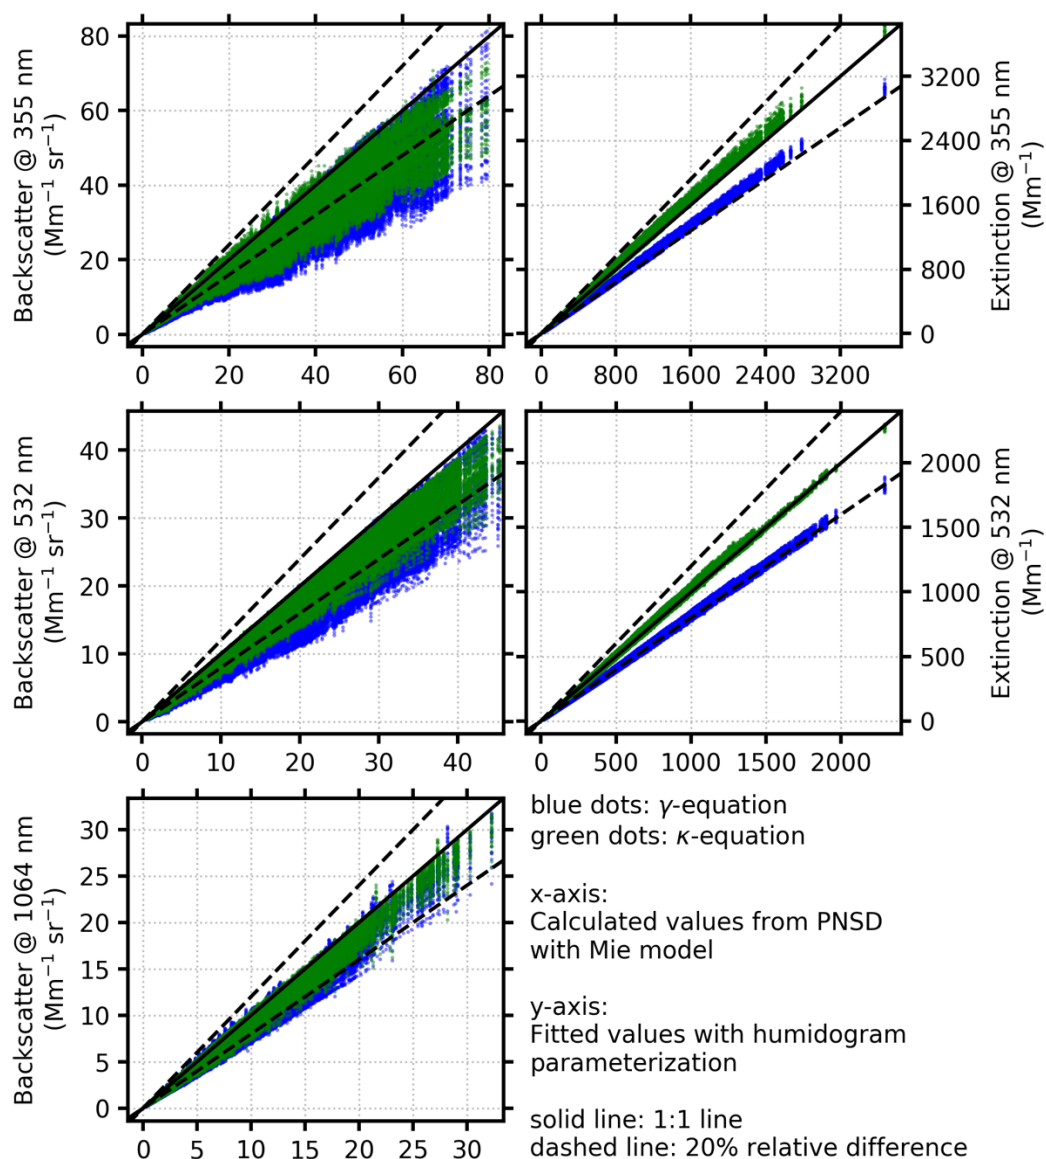 Backscatter @ 355 nm
(Mm⁻¹ sr⁻¹)
80
60
40
20
0
0 20 40 60 80
Extinction @ 355 nm
(Mm⁻¹)
3200
2400
1600
800
0
0 800 1600 2400 3200
Backscatter @ 532 nm
(Mm⁻¹ sr⁻¹)
40
30
20
10
0
0 10 20 30 40
Extinction @ 532 nm
(Mm⁻¹)
2000
1500
1000
500
0
0 500 1000 1500 2000
Backscatter @ 1064 nm
(Mm⁻¹ sr⁻¹)
30
25
20
15
10
5
0
0 5 10 15 20 25 30
blue dots: γ-equation
green dots: κ-equation
x-axis:
Calculated values from PNSD
with Mie model
y-axis:
Fitted values with humidogram
parameterization
solid line: 1:1 line
dashed line: 20% relative difference